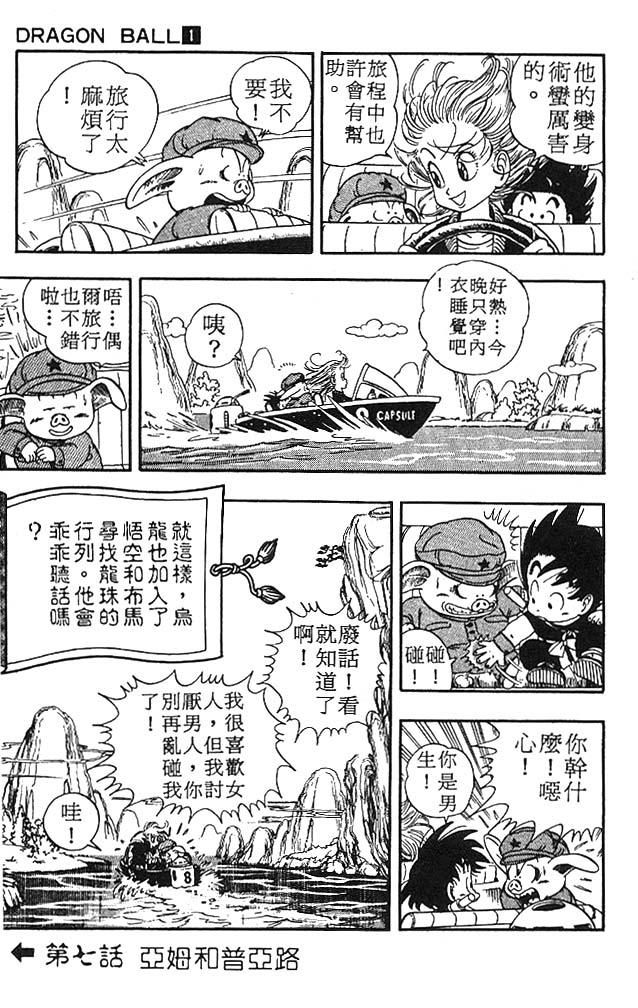 DRAGON BALL 1
他的變身
術蠻厲害
的。
旅程中也
許會有幫
助。
我不
要！
旅行太
麻煩了
！
好熱…今
晚只穿內
衣睡覺吧
！
咦？
CAPSULE
唔…偶
爾旅行
也不錯
啦…
碰！
碰！
你幹什
麼！噁
心！
你是男
生！
廢話！看
就知道了
啊！
我很喜歡女
人，但我討
厭男人，你
別再亂碰我
了！
哇！
8
就這樣，烏
龍也加入了
悟空和布馬
尋找龍珠的
行列。他會
乖乖聽話嗎
？
第七話 亞姆和普亞路